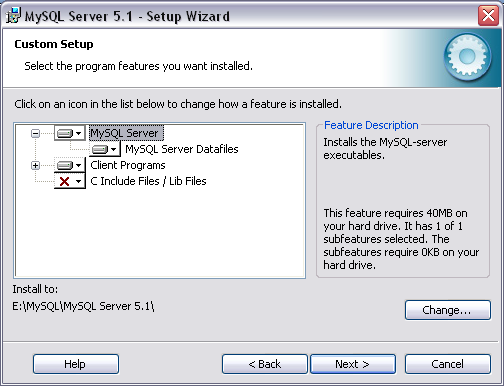 MySQL Server 5.1 - Setup Wizard
Custom Setup
Select the program features you want installed.
Click on an icon in the list below to change how a feature is installed.
MySQL Server
MySQL Server Datafiles
Client Programs
C Include Files / Lib Files
Feature Description
Installs the MySQL-server
executables.
This feature requires 40MB on
your hard drive. It has 1 of 1
subfeatures selected. The
subfeatures require 0KB on your
hard drive.
Install to:
E:\MySQL\MySQL Server 5.1\
Change...
Help
< Back
Next >
Cancel